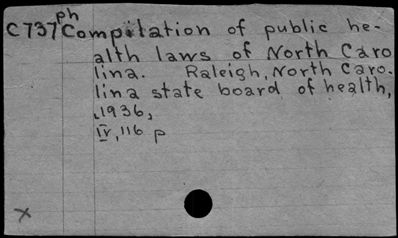 ph
C737 Compilation of public he-
alth laws of North Caro
lina. Raleigh, North Caro.
lina state board of health,
[1936]
IV, 116 p
X